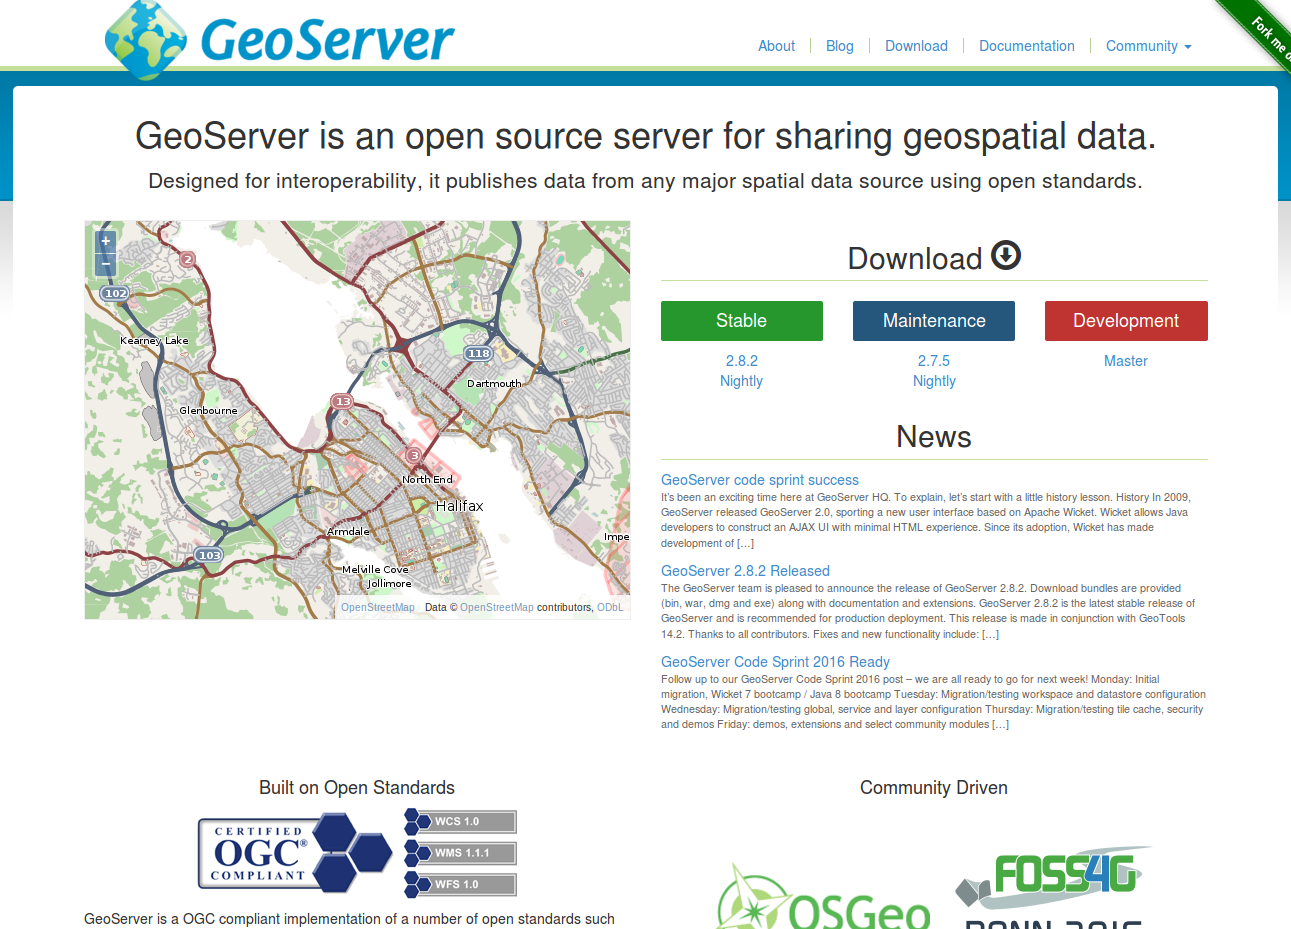 GeoServer
About
Blog
Download
Documentation
Community
Fork me
GeoServer is an open source server for sharing geospatial data.
Designed for interoperability, it publishes data from any major spatial data source using open standards.
+
−
2
102
Kearney Lake
118
Dartmouth
13
Glenbourne
3
North End
Halifax
Armdale
Impe
103
Melville Cove
Jollimore
OpenStreetMap Data © OpenStreetMap contributors, ODbL
Download
Stable
Maintenance
Development
2.8.2
2.7.5
Master
Nightly
Nightly
News
GeoServer code sprint success
It's been an exciting time here at GeoServer HQ. To explain, let's start with a little history lesson. History In 2009,
GeoServer released GeoServer 2.0, sporting a new user interface based on Apache Wicket. Wicket allows Java
developers to construct an AJAX UI with minimal HTML experience. Since its adoption, Wicket has made
development of [...]
GeoServer 2.8.2 Released
The GeoServer team is pleased to announce the release of GeoServer 2.8.2. Download bundles are provided
(bin, war, dmg and exe) along with documentation and extensions. GeoServer 2.8.2 is the latest stable release of
GeoServer and is recommended for production deployment. This release is made in conjunction with GeoTools
14.2. Thanks to all contributors. Fixes and new functionality include: [...]
GeoServer Code Sprint 2016 Ready
Follow up to our GeoServer Code Sprint 2016 post – we are all ready to go for next week! Monday: Initial
migration, Wicket 7 bootcamp / Java 8 bootcamp Tuesday: Migration/testing workspace and datastore configuration
Wednesday: Migration/testing global, service and layer configuration Thursday: Migration/testing tile cache, security
and demos Friday: demos, extensions and select community modules [...]
Built on Open Standards
CERTIFIED
OGC®
COMPLIANT
WCS 1.0
WMS 1.1.1
WFS 1.0
GeoServer is a OGC compliant implementation of a number of open standards such
Community Driven
OSGeo
FOSS4G
BONN 2016